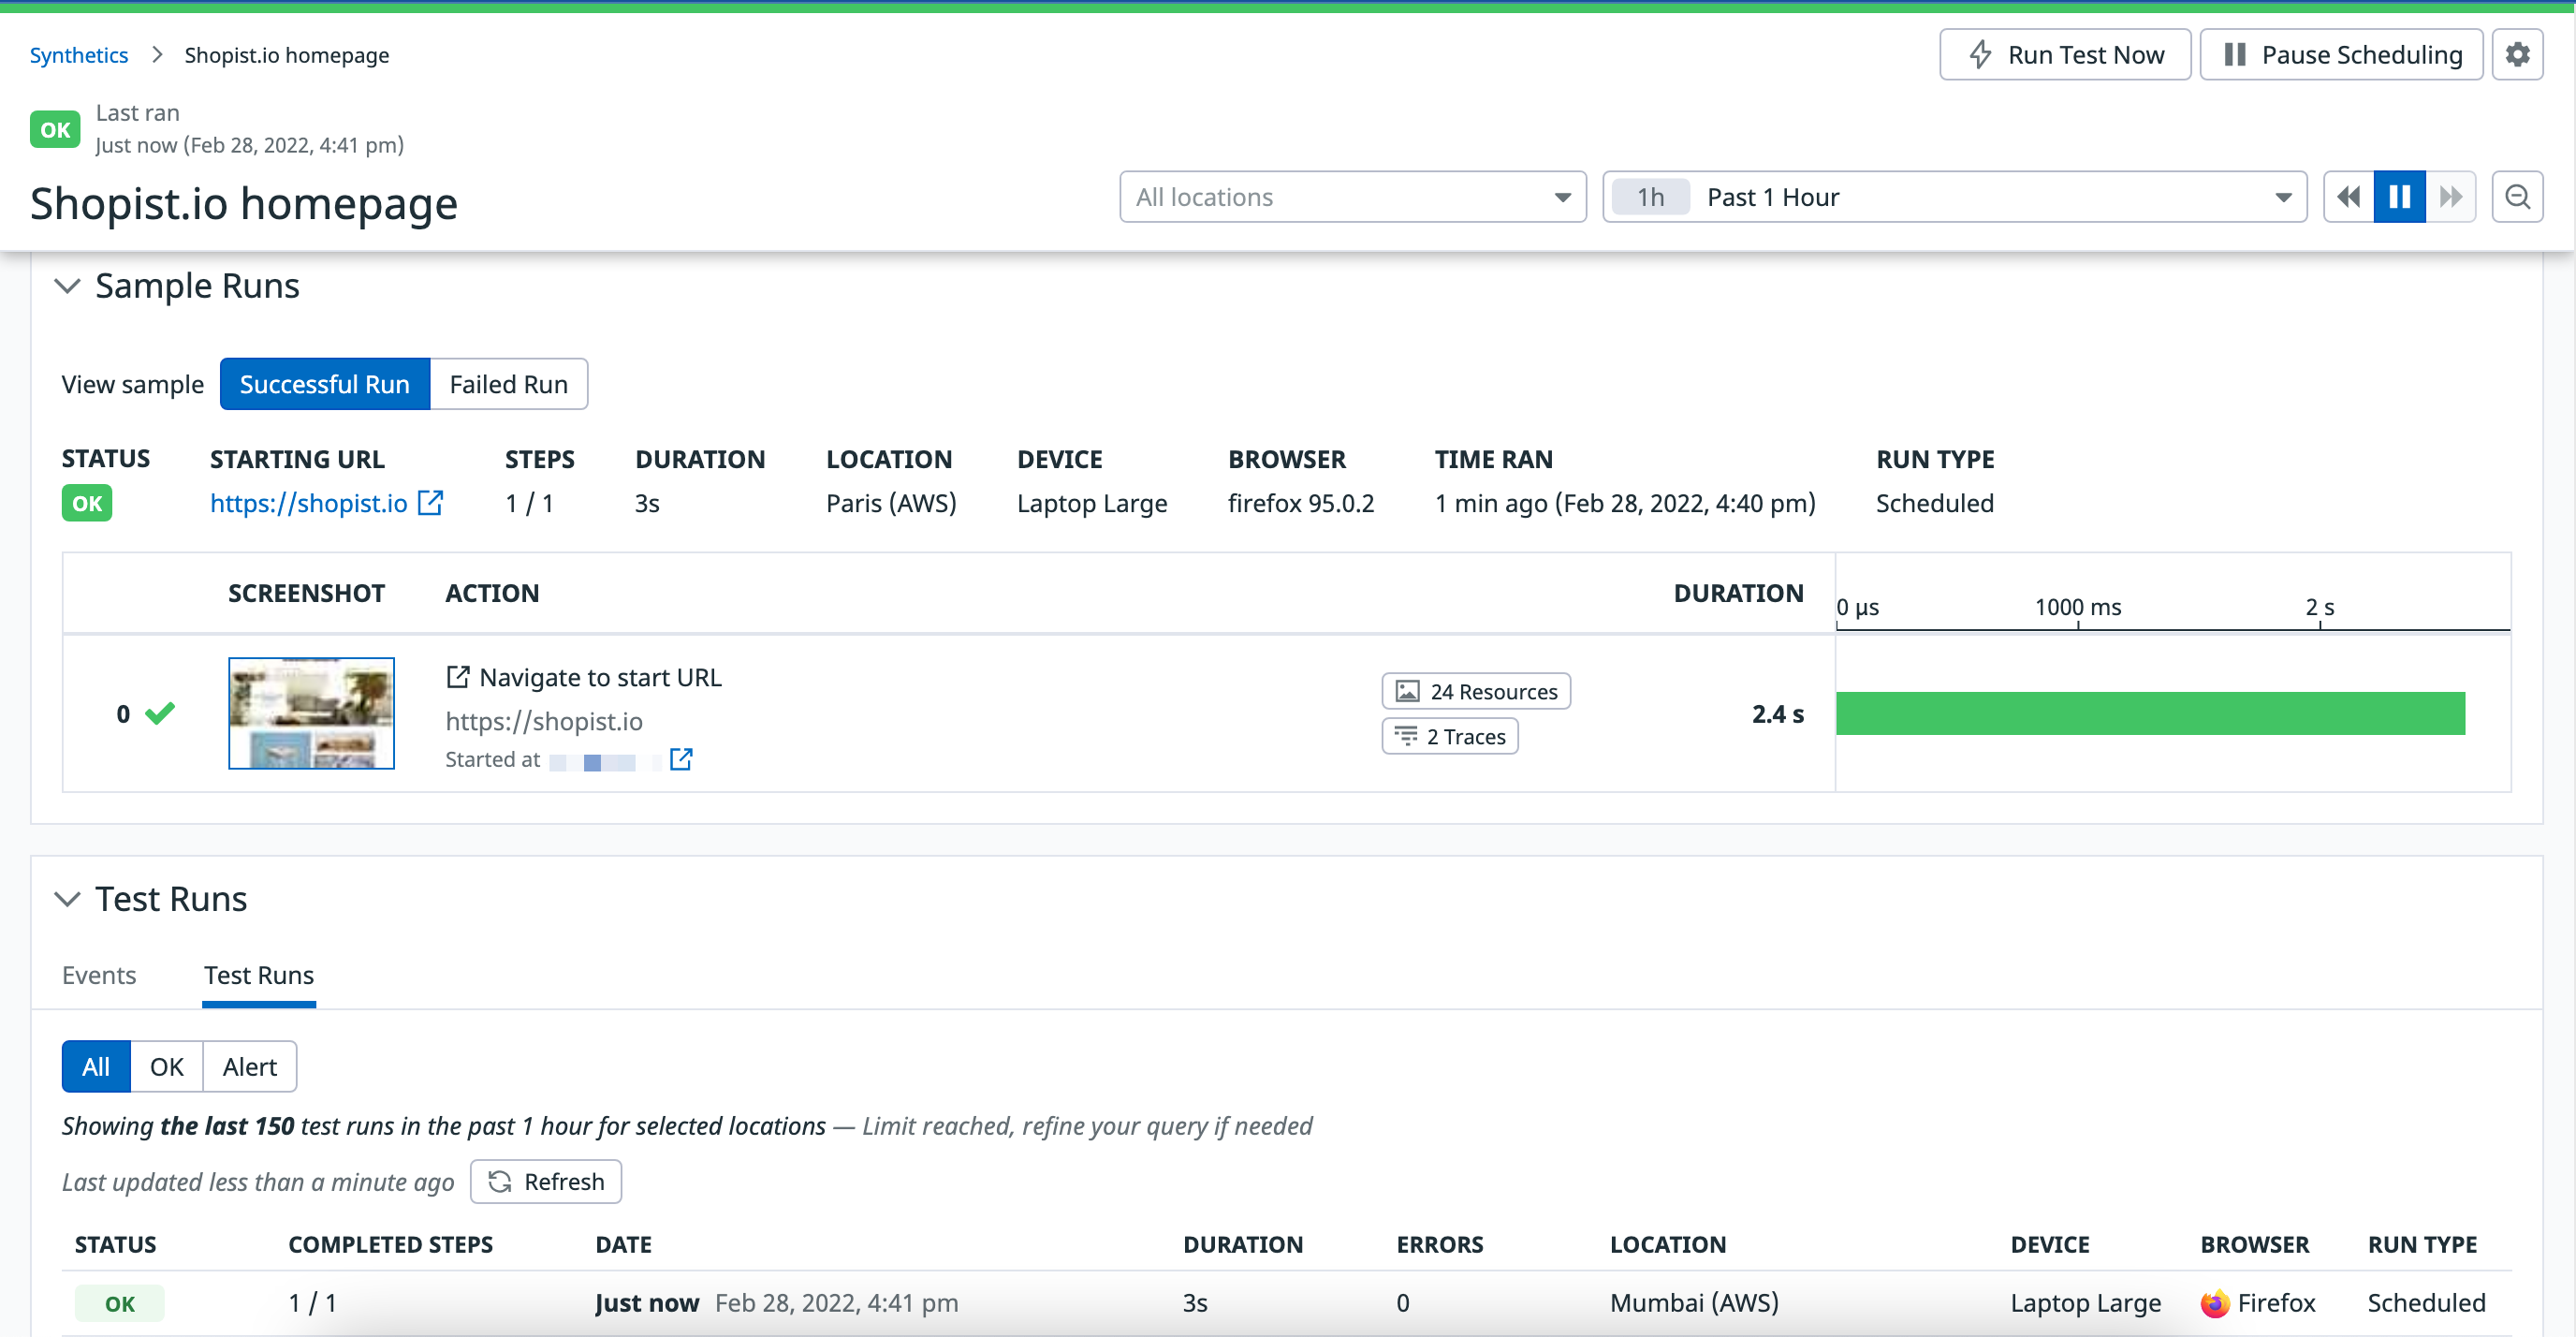 Synthetics > Shopist.io homepage
Run Test Now
Pause Scheduling
OK
Last ran
Just now (Feb 28, 2022, 4:41 pm)
Shopist.io homepage
All locations
1h Past 1 Hour
Sample Runs
View sample Successful Run Failed Run
STATUS STARTING URL STEPS DURATION LOCATION DEVICE BROWSER TIME RAN RUN TYPE
OK https://shopist.io 1 / 1 3s Paris (AWS) Laptop Large firefox 95.0.2 1 min ago (Feb 28, 2022, 4:40 pm) Scheduled
SCREENSHOT ACTION DURATION 0 µs 1000 ms 2 s
0 Navigate to start URL
https://shopist.io
Started at
24 Resources
2 Traces
2.4 s
Test Runs
Events Test Runs
All OK Alert
Showing the last 150 test runs in the past 1 hour for selected locations — Limit reached, refine your query if needed
Last updated less than a minute ago Refresh
STATUS COMPLETED STEPS DATE DURATION ERRORS LOCATION DEVICE BROWSER RUN TYPE
OK 1 / 1 Just now Feb 28, 2022, 4:41 pm 3s 0 Mumbai (AWS) Laptop Large Firefox Scheduled